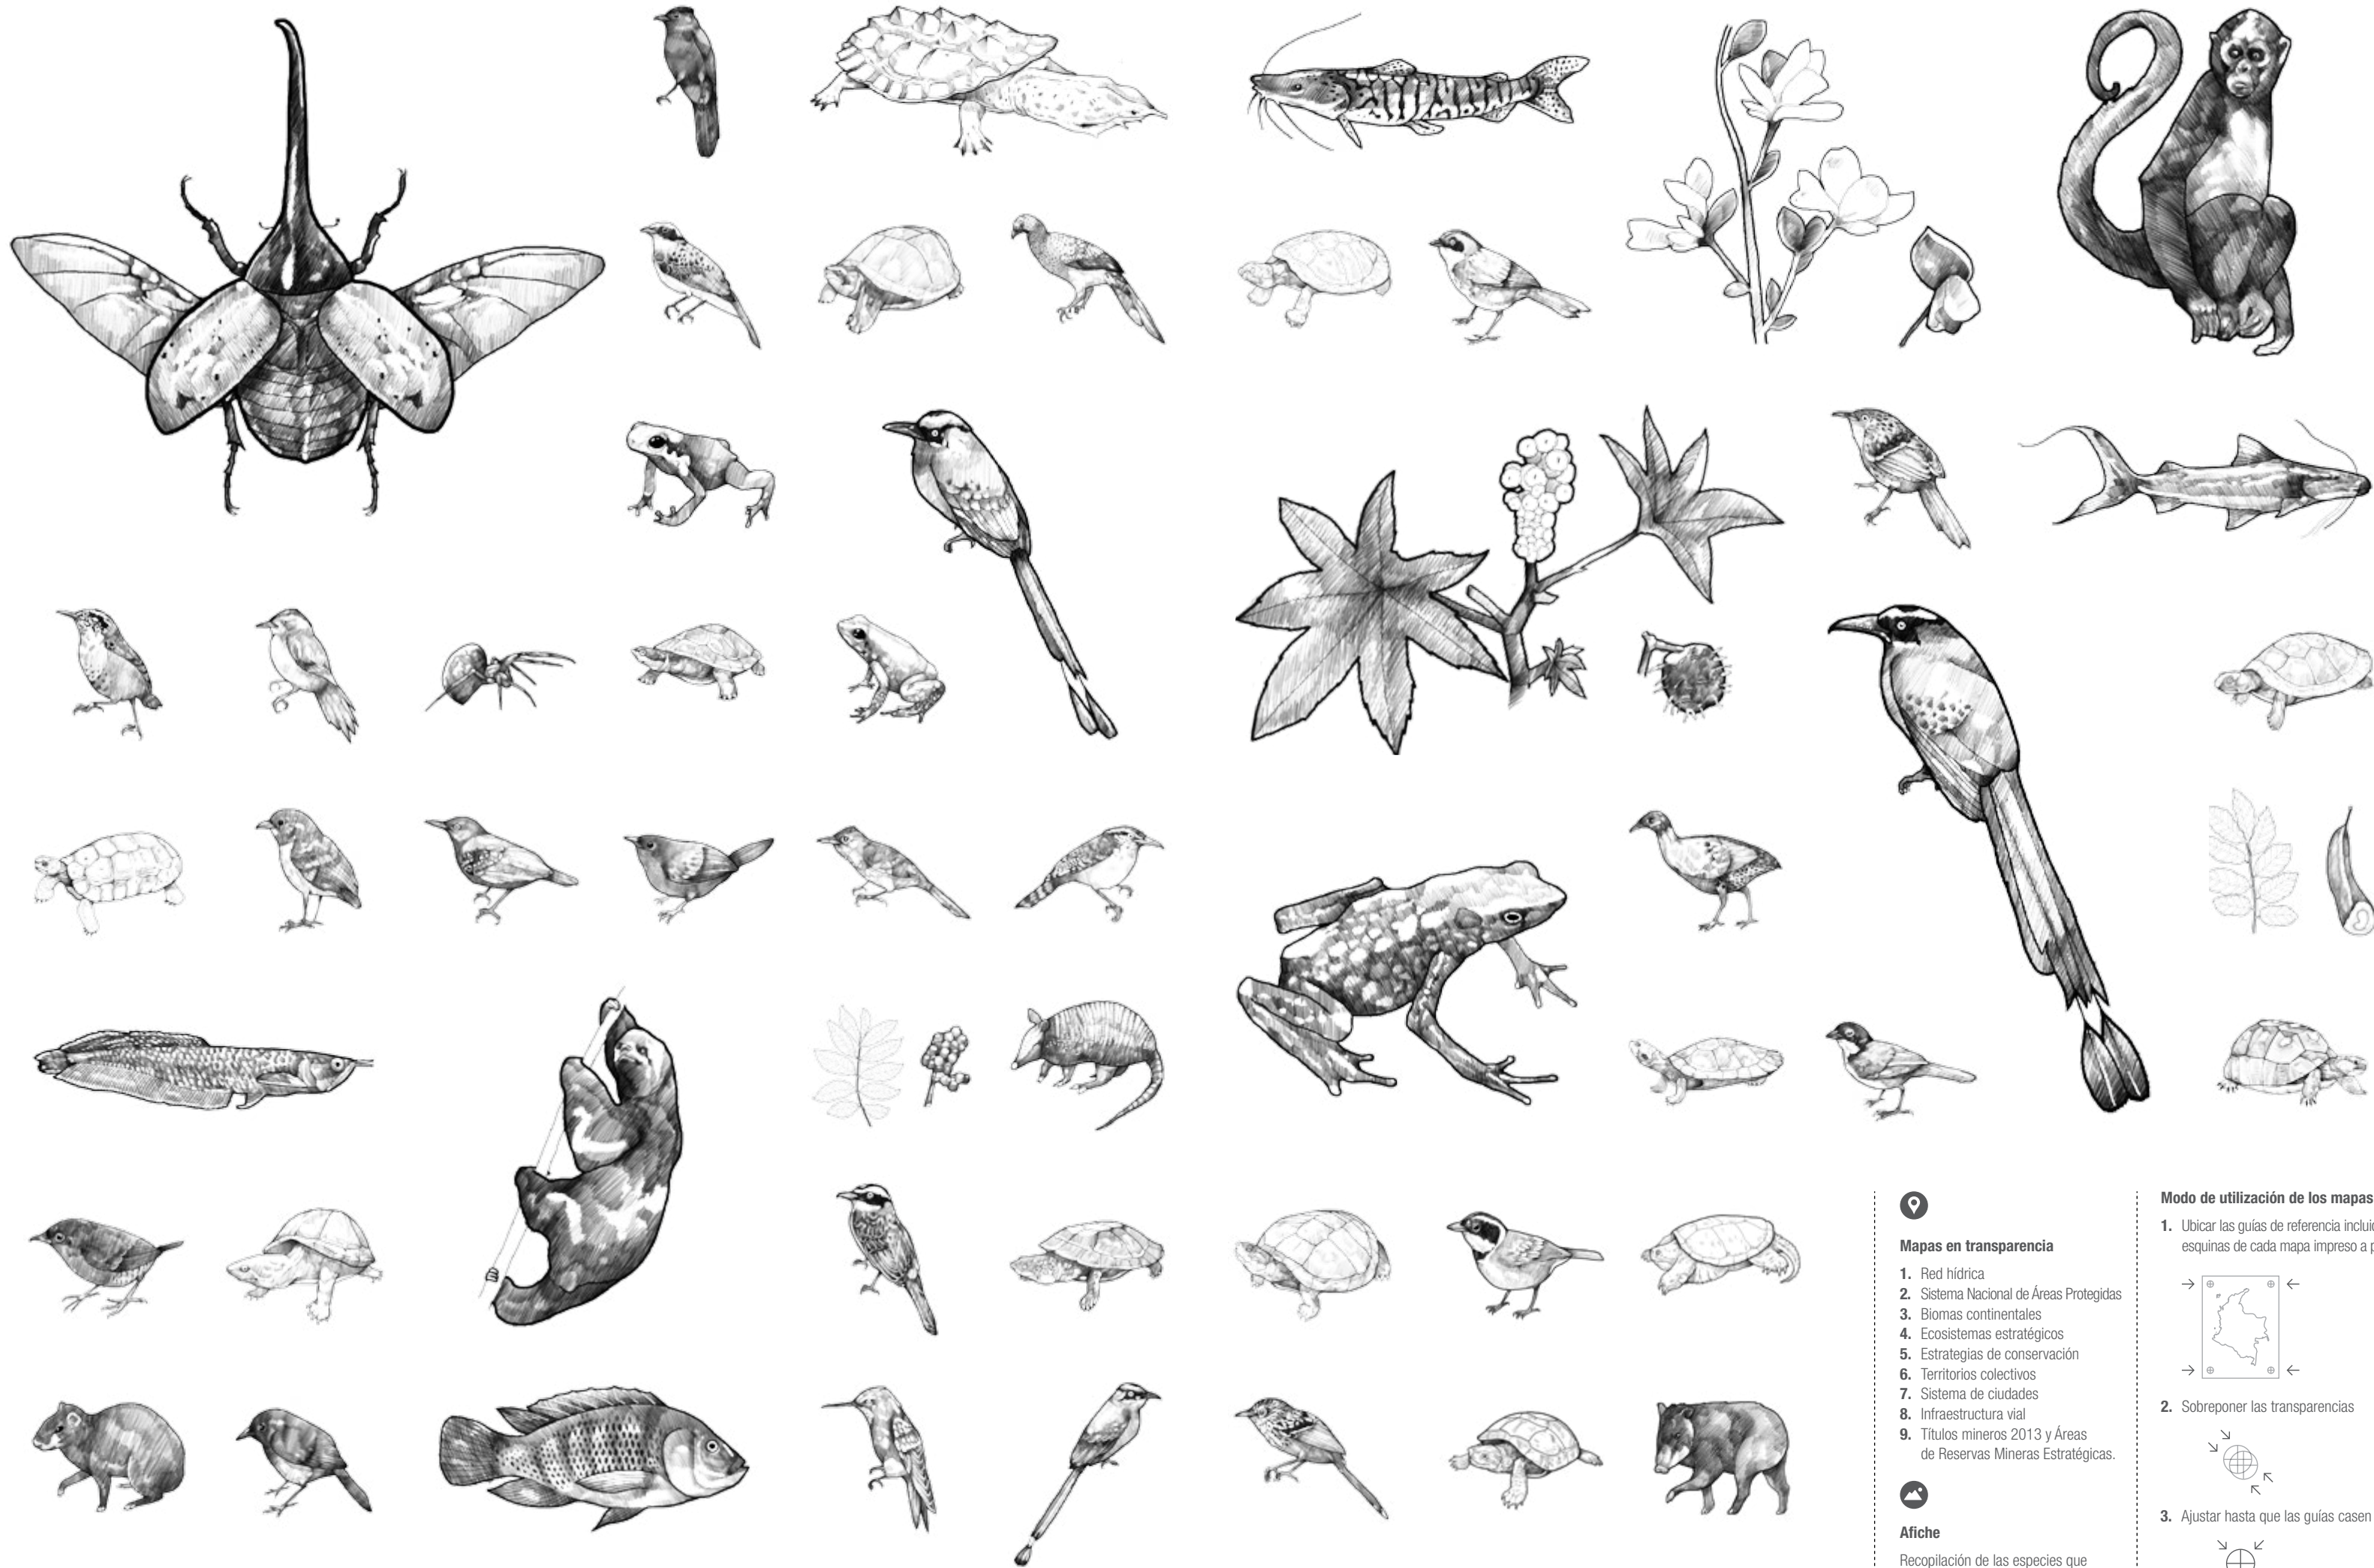 Mapas en transparencia
1. Red hídrica
2. Sistema Nacional de Áreas Protegidas
3. Biomas continentales
4. Ecosistemas estratégicos
5. Estrategias de conservación
6. Territorios colectivos
7. Sistema de ciudades
8. Infraestructura vial
9. Títulos mineros 2013 y Áreas
de Reservas Mineras Estratégicas.
Afiche
Recopilación de las especies que
Modo de utilización de los mapas
1. Ubicar las guías de referencia
esquinas de cada mapa impreso a
2. Sobreponer las transparencias
3. Ajustar hasta que las guías casen